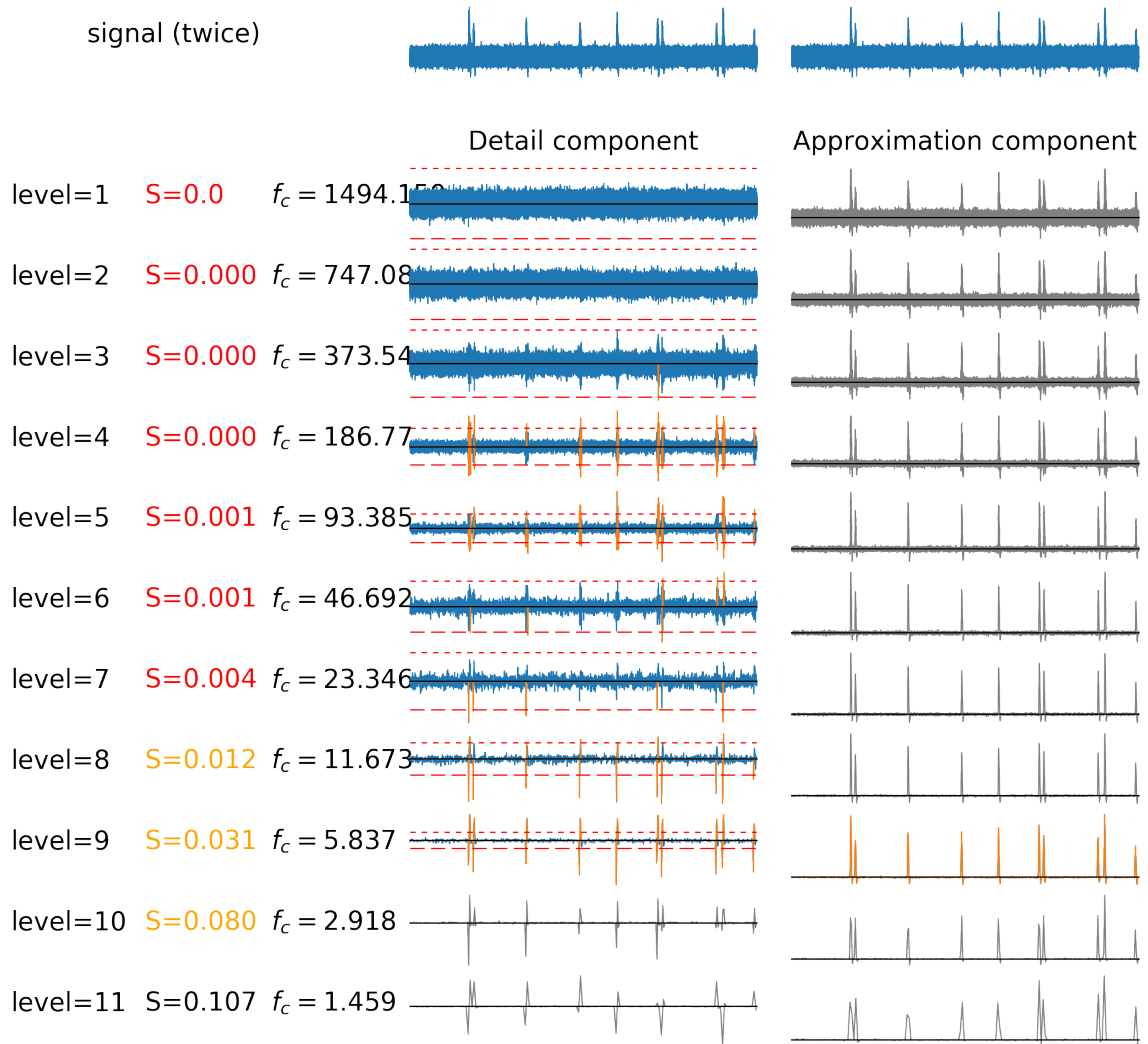 signal (twice)
Detail component Approximation component
level=1 S=0.0 f_c = 1494.158
level=2 S=0.000 f_c = 747.08
level=3 S=0.000 f_c = 373.54
level=4 S=0.000 f_c = 186.77
level=5 S=0.001 f_c = 93.385
level=6 S=0.001 f_c = 46.692
level=7 S=0.004 f_c = 23.346
level=8 S=0.012 f_c = 11.673
level=9 S=0.031 f_c = 5.837
level=10 S=0.080 f_c = 2.918
level=11 S=0.107 f_c = 1.459